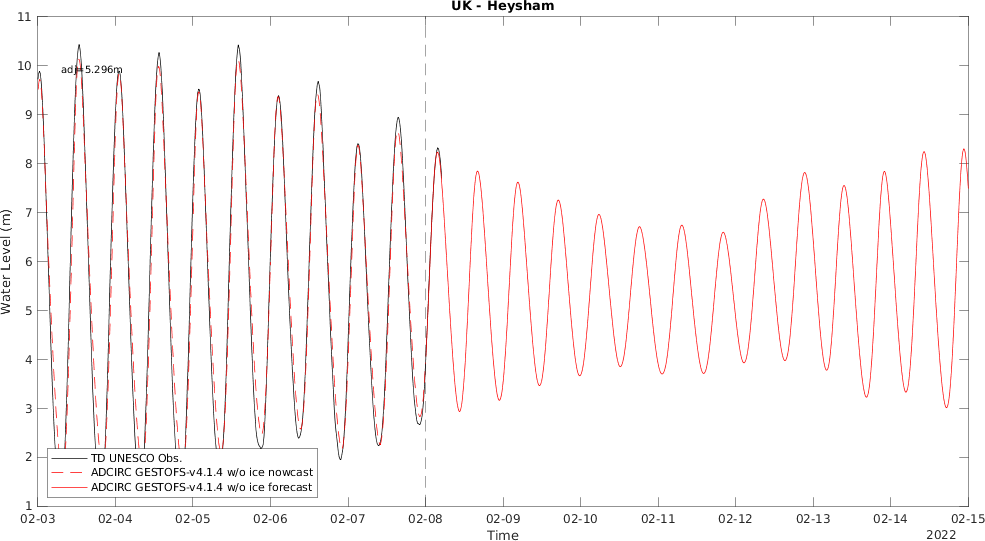 UK - Heysham
11
10
9
8
7
6
5
4
3
2
1
Water Level (m)
adj=5.296m
TD UNESCO Obs.
ADCIRC GESTOFS-v4.1.4 w/o ice nowcast
ADCIRC GESTOFS-v4.1.4 w/o ice forecast
02-03 02-04 02-05 02-06 02-07 02-08 02-09 02-10 02-11 02-12 02-13 02-14 02-15
Time
2022